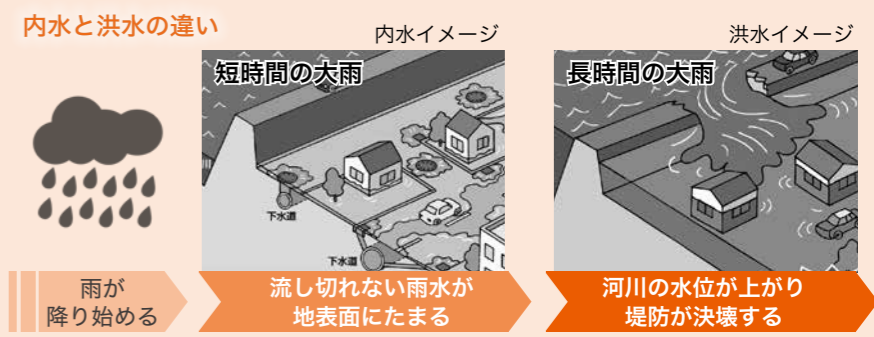 内水と洪水の違い
内水イメージ
洪水イメージ
短時間の大雨
長時間の大雨
下水道
下水道
雨が
降り始める
流し切れない雨水が
地表面にたまる
河川の水位が上がり
堤防が決壊する